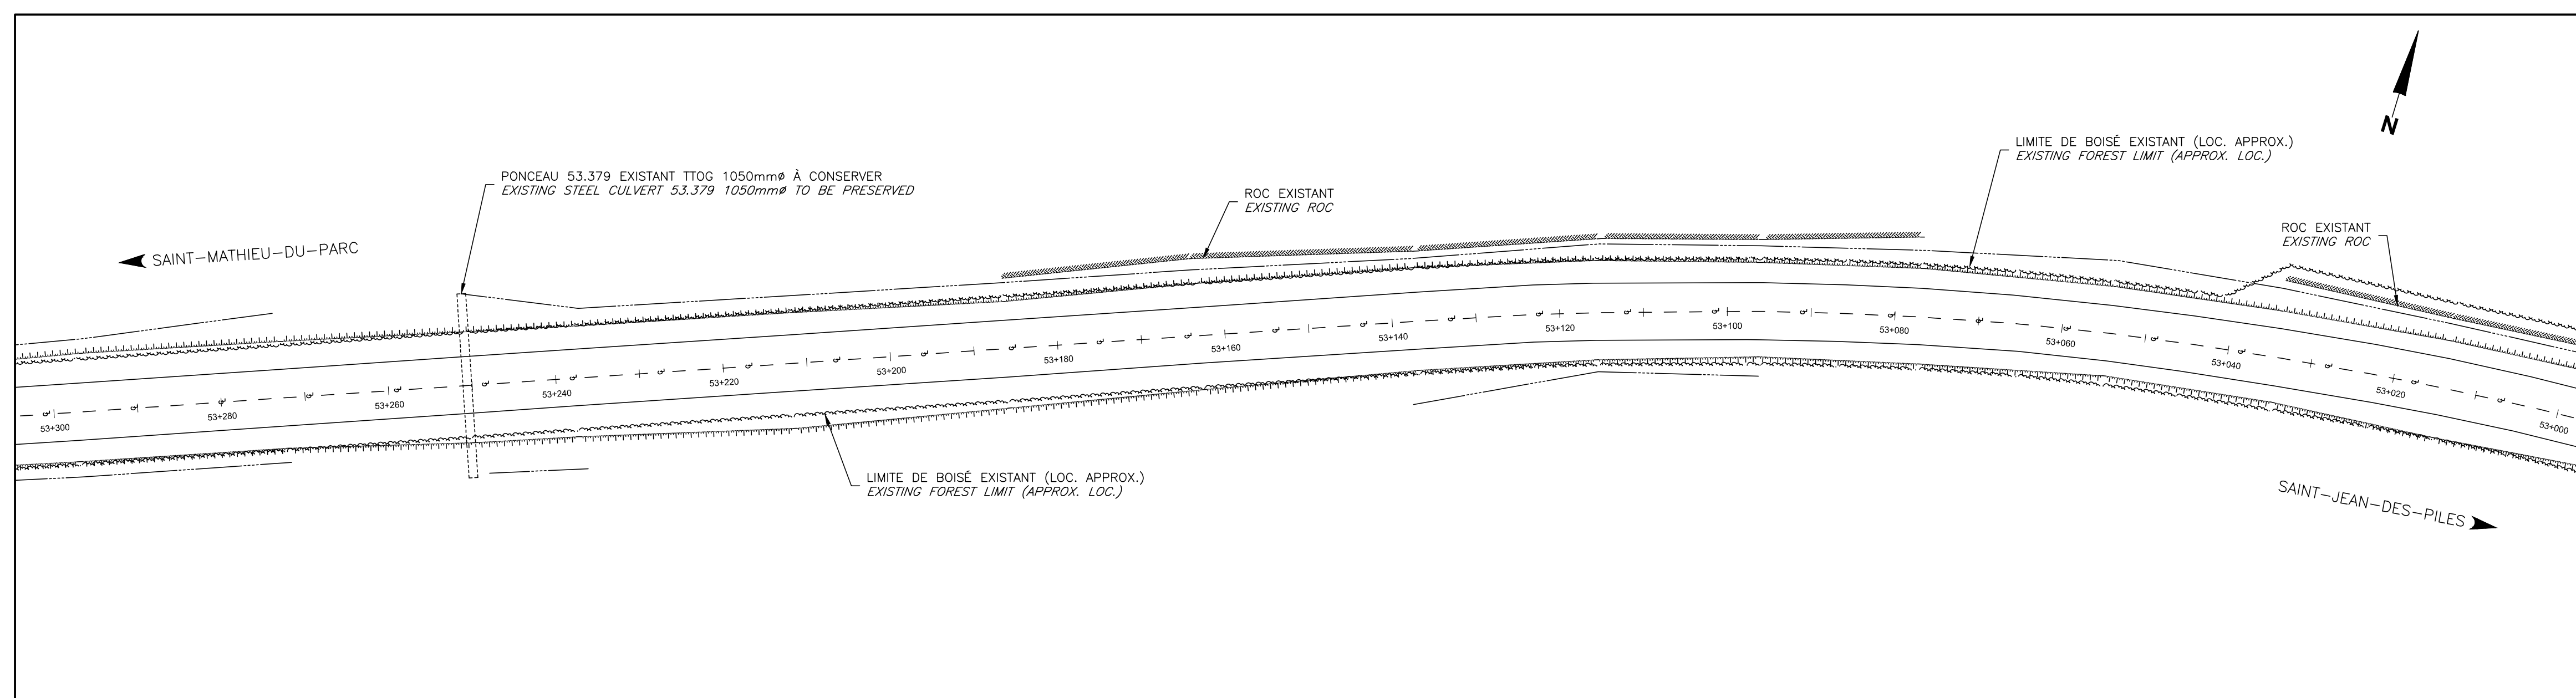 N
LIMITE DE BOISÉ EXISTANT (LOC. APPROX.)
EXISTING FOREST LIMIT (APPROX. LOC.)
PONCEAU 53.379 EXISTANT TTOG 1050mmø À CONSERVER
EXISTING STEEL CULVERT 53.379 1050mmø TO BE PRESERVED
ROC EXISTANT
EXISTING ROC
ROC EXISTANT
EXISTING ROC
SAINT-MATHIEU-DU-PARC
53+300
53+280
53+260
53+240
53+220
53+200
53+180
53+160
53+140
53+120
53+100
53+080
53+060
53+040
53+020
53+000
LIMITE DE BOISÉ EXISTANT (LOC. APPROX.)
EXISTING FOREST LIMIT (APPROX. LOC.)
SAINT-JEAN-DES-PILES